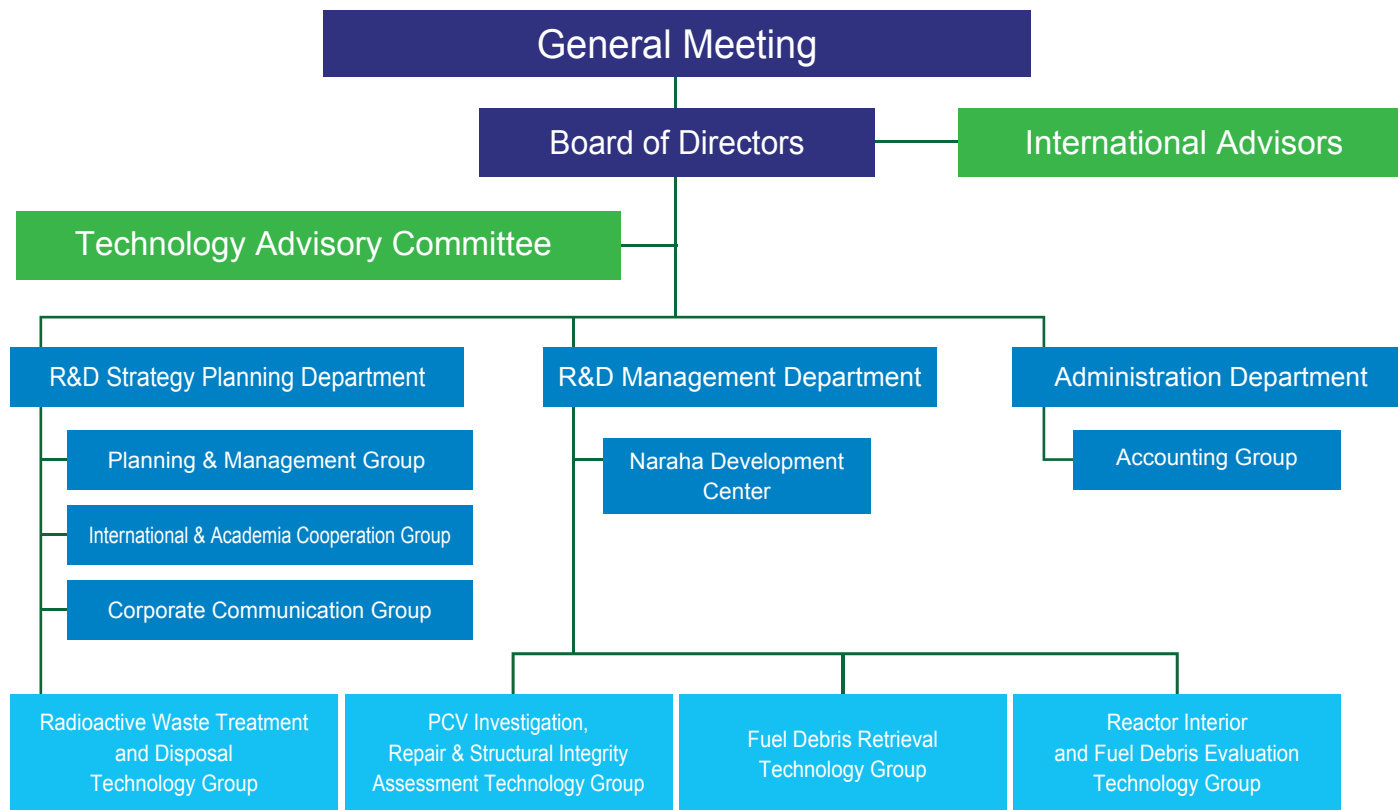 General Meeting
Board of Directors
International Advisors
Technology Advisory Committee
R&D Strategy Planning Department
R&D Management Department
Administration Department
Planning & Management Group
Naraha Development
Center
Accounting Group
International & Academia Cooperation Group
Corporate Communication Group
Radioactive Waste Treatment
and Disposal
Technology Group
PCV Investigation,
Repair & Structural Integrity
Assessment Technology Group
Fuel Debris Retrieval
Technology Group
Reactor Interior
and Fuel Debris Evaluation
Technology Group